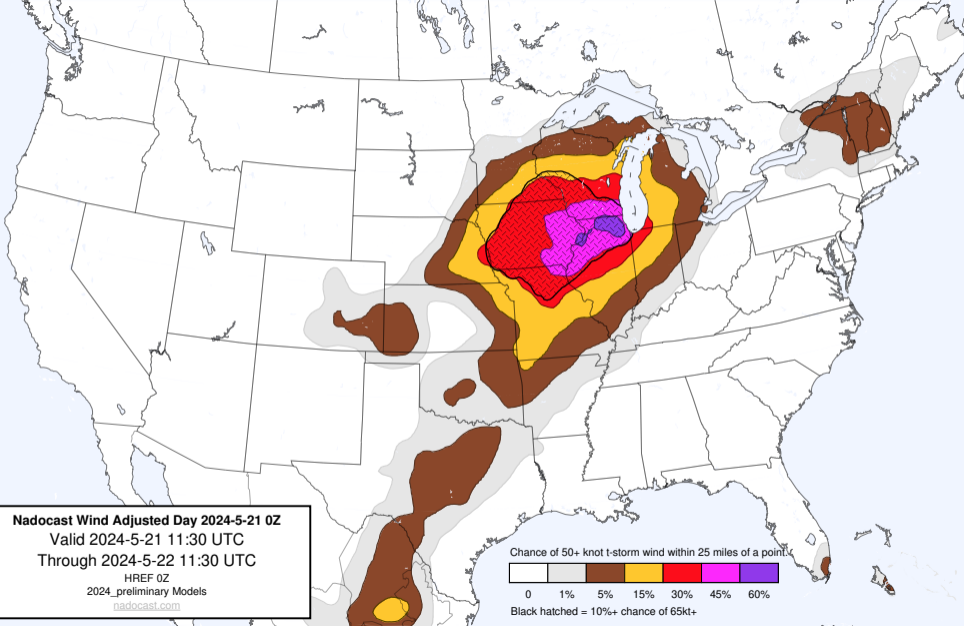 Nadocast Wind Adjusted Day 2024-5-21 0Z
Valid 2024-5-21 11:30 UTC
Through 2024-5-22 11:30 UTC
HREF 0Z
2024_preliminary Models
nadocast.com
Chance of 50+ knot t-storm wind within 25 miles of a point.
0 1% 5% 15% 30% 45% 60%
Black hatched = 10%+ chance of 65kt+